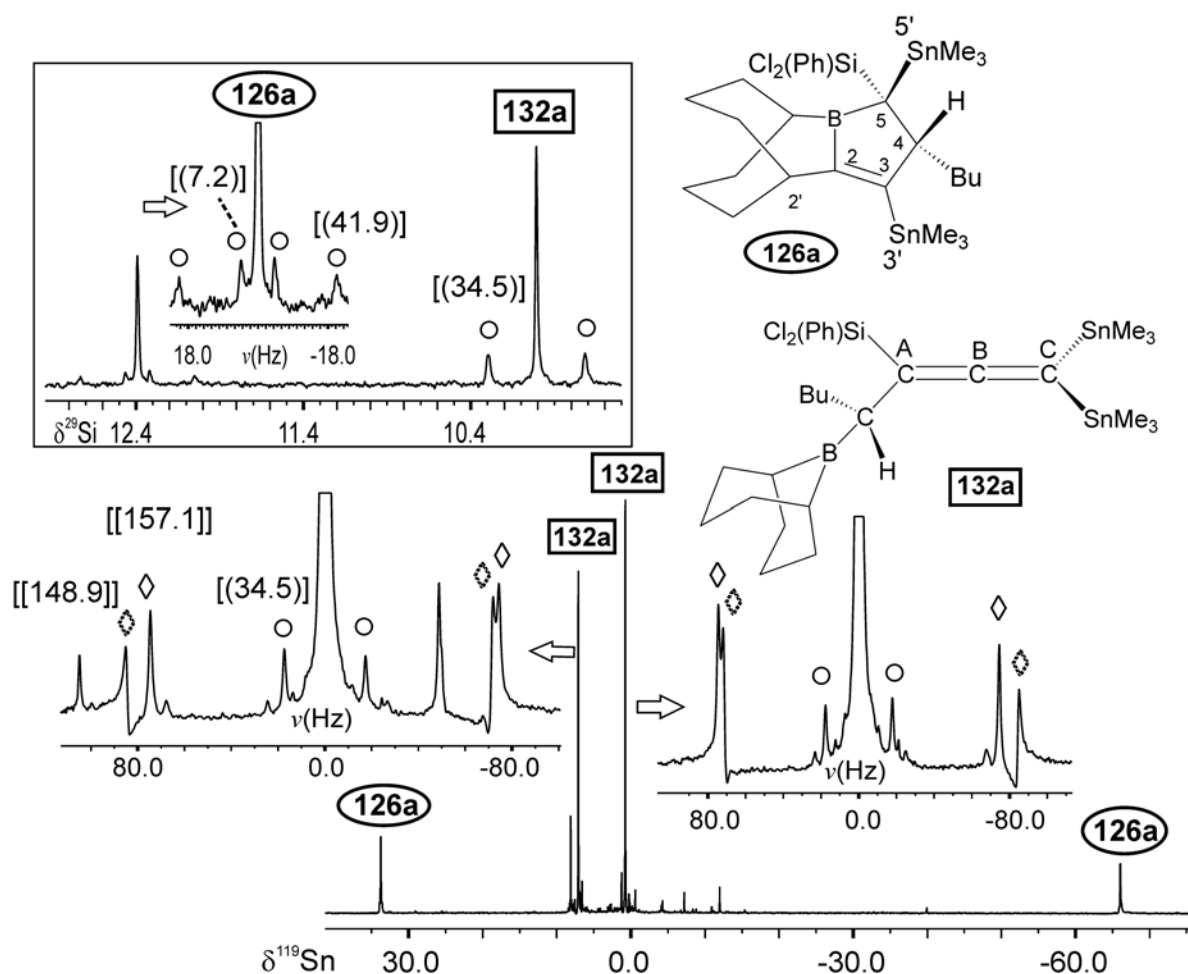 126a
132a
[(7.2)]
[(41.9)]
[(34.5)]
18.0 ν(Hz) -18.0
δ²⁹Si 12.4 11.4 10.4
5'
SnMe₃
Cl₂(Ph)Si
H
B
5
4
2
3
Bu
2'
SnMe₃
3'
126a
Cl₂(Ph)Si
A B C
SnMe₃
C C C
SnMe₃
Bu
C
B
H
132a
132a
132a
[[157.1]]
[[148.9]]
[(34.5)]
ν(Hz)
80.0 0.0 -80.0
ν(Hz)
80.0 0.0 -80.0
126a
126a
δ¹¹⁹Sn 30.0 0.0 -30.0 -60.0